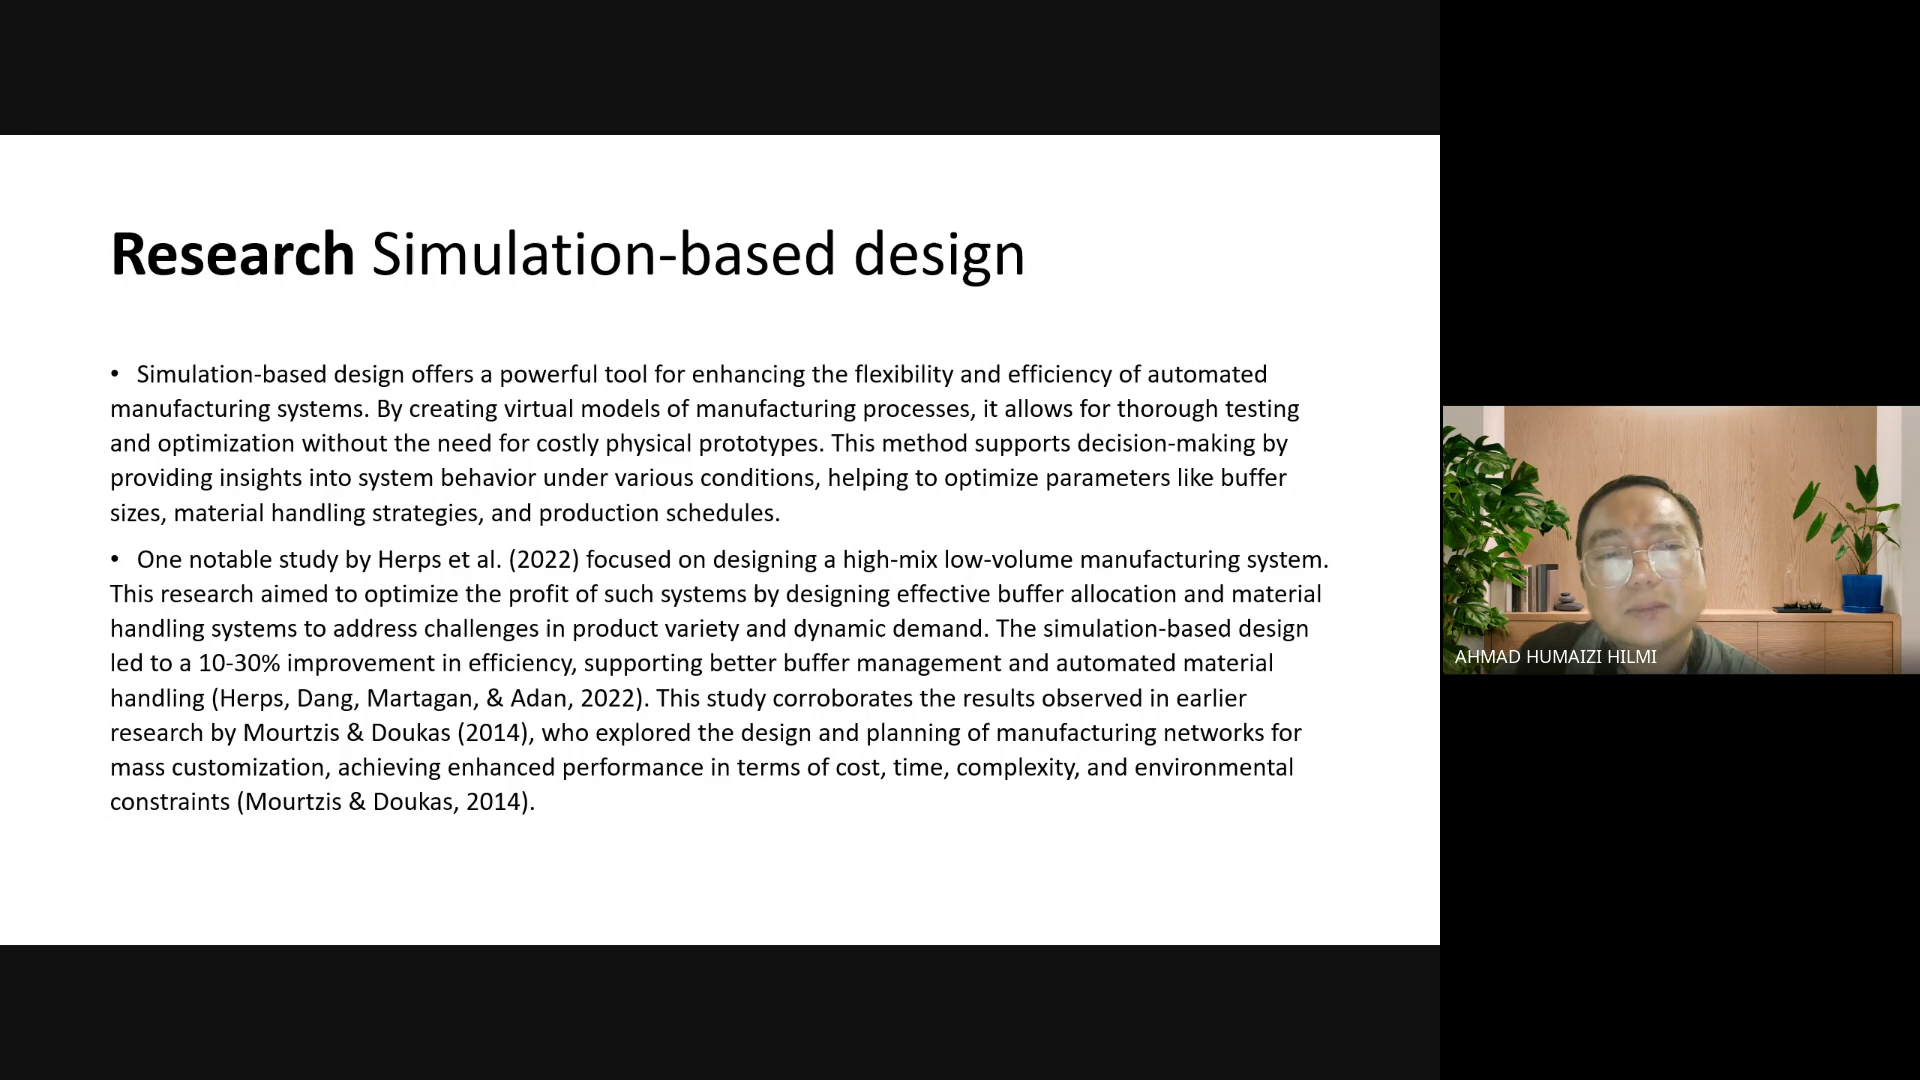 Research Simulation-based design
• Simulation-based design offers a powerful tool for enhancing the flexibility and efficiency of automated
manufacturing systems. By creating virtual models of manufacturing processes, it allows for thorough testing
and optimization without the need for costly physical prototypes. This method supports decision-making by
providing insights into system behavior under various conditions, helping to optimize parameters like buffer
sizes, material handling strategies, and production schedules.
• One notable study by Herps et al. (2022) focused on designing a high-mix low-volume manufacturing system.
This research aimed to optimize the profit of such systems by designing effective buffer allocation and material
handling systems to address challenges in product variety and dynamic demand. The simulation-based design
led to a 10-30% improvement in efficiency, supporting better buffer management and automated material
handling (Herps, Dang, Martagan, & Adan, 2022). This study corroborates the results observed in earlier
research by Mourtzis & Doukas (2014), who explored the design and planning of manufacturing networks for
mass customization, achieving enhanced performance in terms of cost, time, complexity, and environmental
constraints (Mourtzis & Doukas, 2014).
AHMAD HUMAIZI HILMI